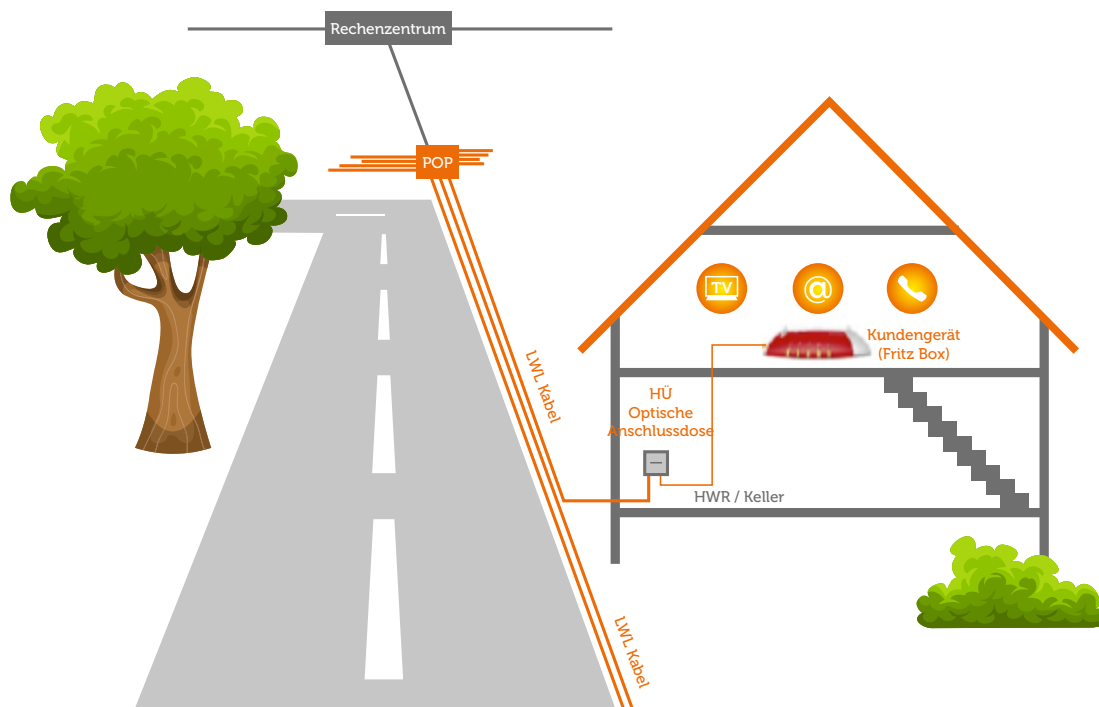 Rechenzentrum
POP
TV
@
Kundengerät
(Fritz Box)
LWL Kabel
HÜ
Optische
Anschlussdose
HWR / Keller
LWL Kabel